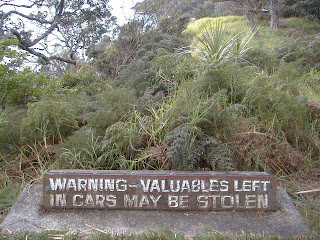 WARNING – VALUABLES LEFT
IN CARS MAY BE STOLEN